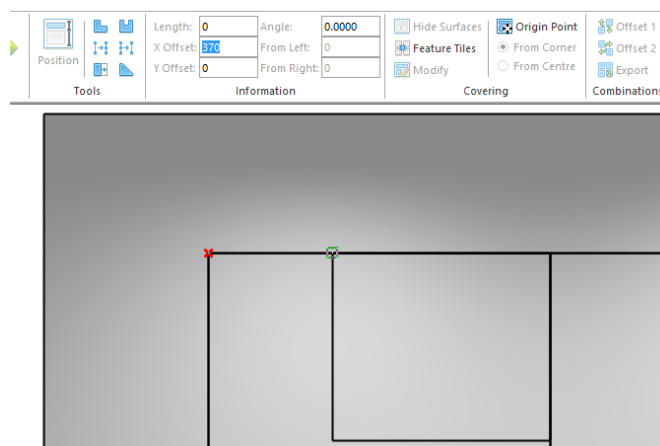 Length: 0 Angle: 0.0000 Hide Surfaces Origin Point Offset 1
Position X Offset: 370 From Left: 0 Feature Tiles From Corner Offset 2
Y Offset: 0 From Right: 0 Modify From Centre Export
Tools Information Covering Combinations